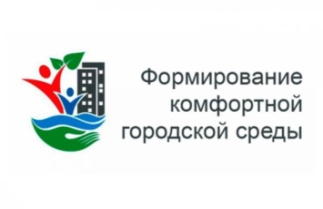 Формирование
комфортной
городской среды